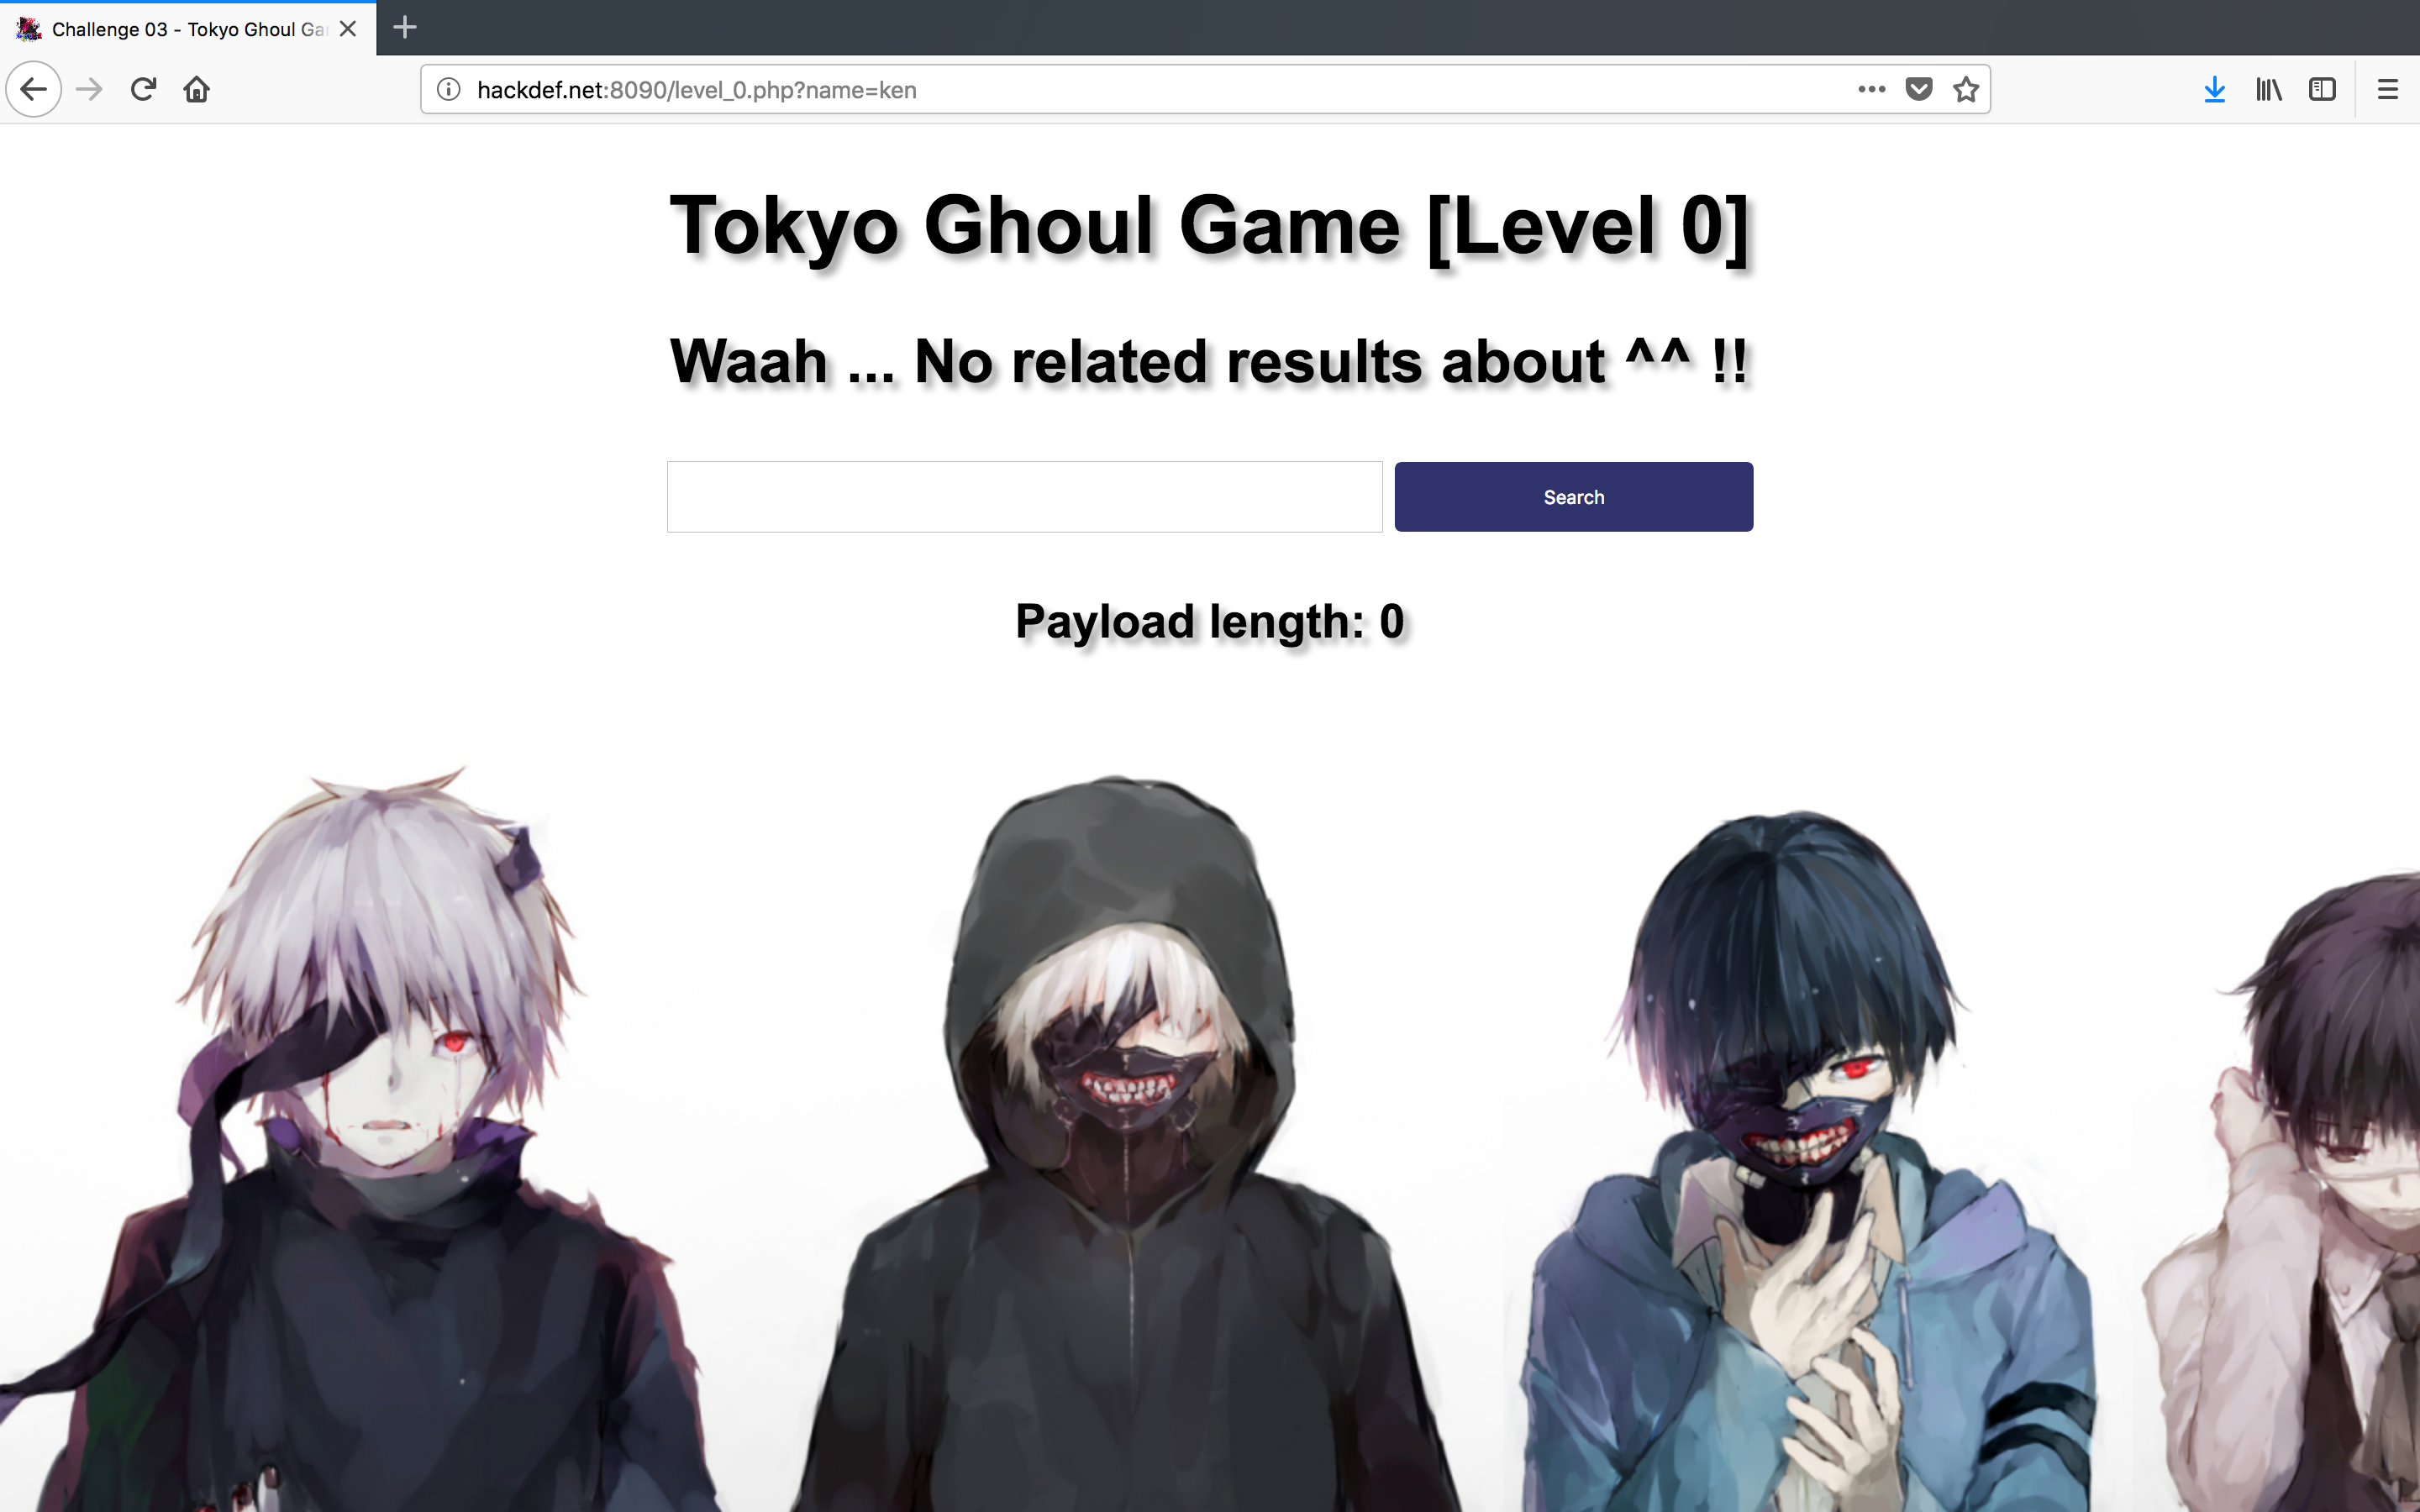 Challenge 03 - Tokyo Ghoul Ga
hackdef.net:8090/level_0.php?name=ken
Tokyo Ghoul Game [Level 0]
Waah ... No related results about ^^ !!
Search
Payload length: 0